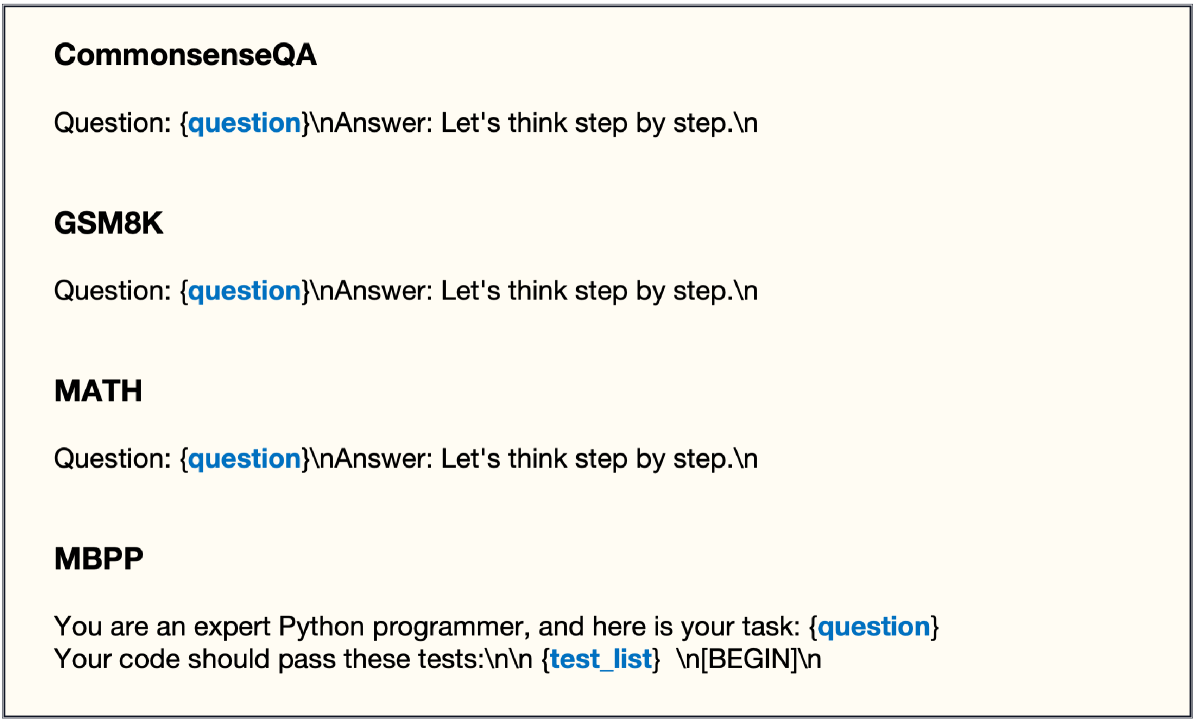 CommonsenseQA
Question: {question}\nAnswer: Let's think step by step.\n
GSM8K
Question: {question}\nAnswer: Let's think step by step.\n
MATH
Question: {question}\nAnswer: Let's think step by step.\n
MBPP
You are an expert Python programmer, and here is your task: {question}
Your code should pass these tests:\n\n {test_list}  \n[BEGIN]\n